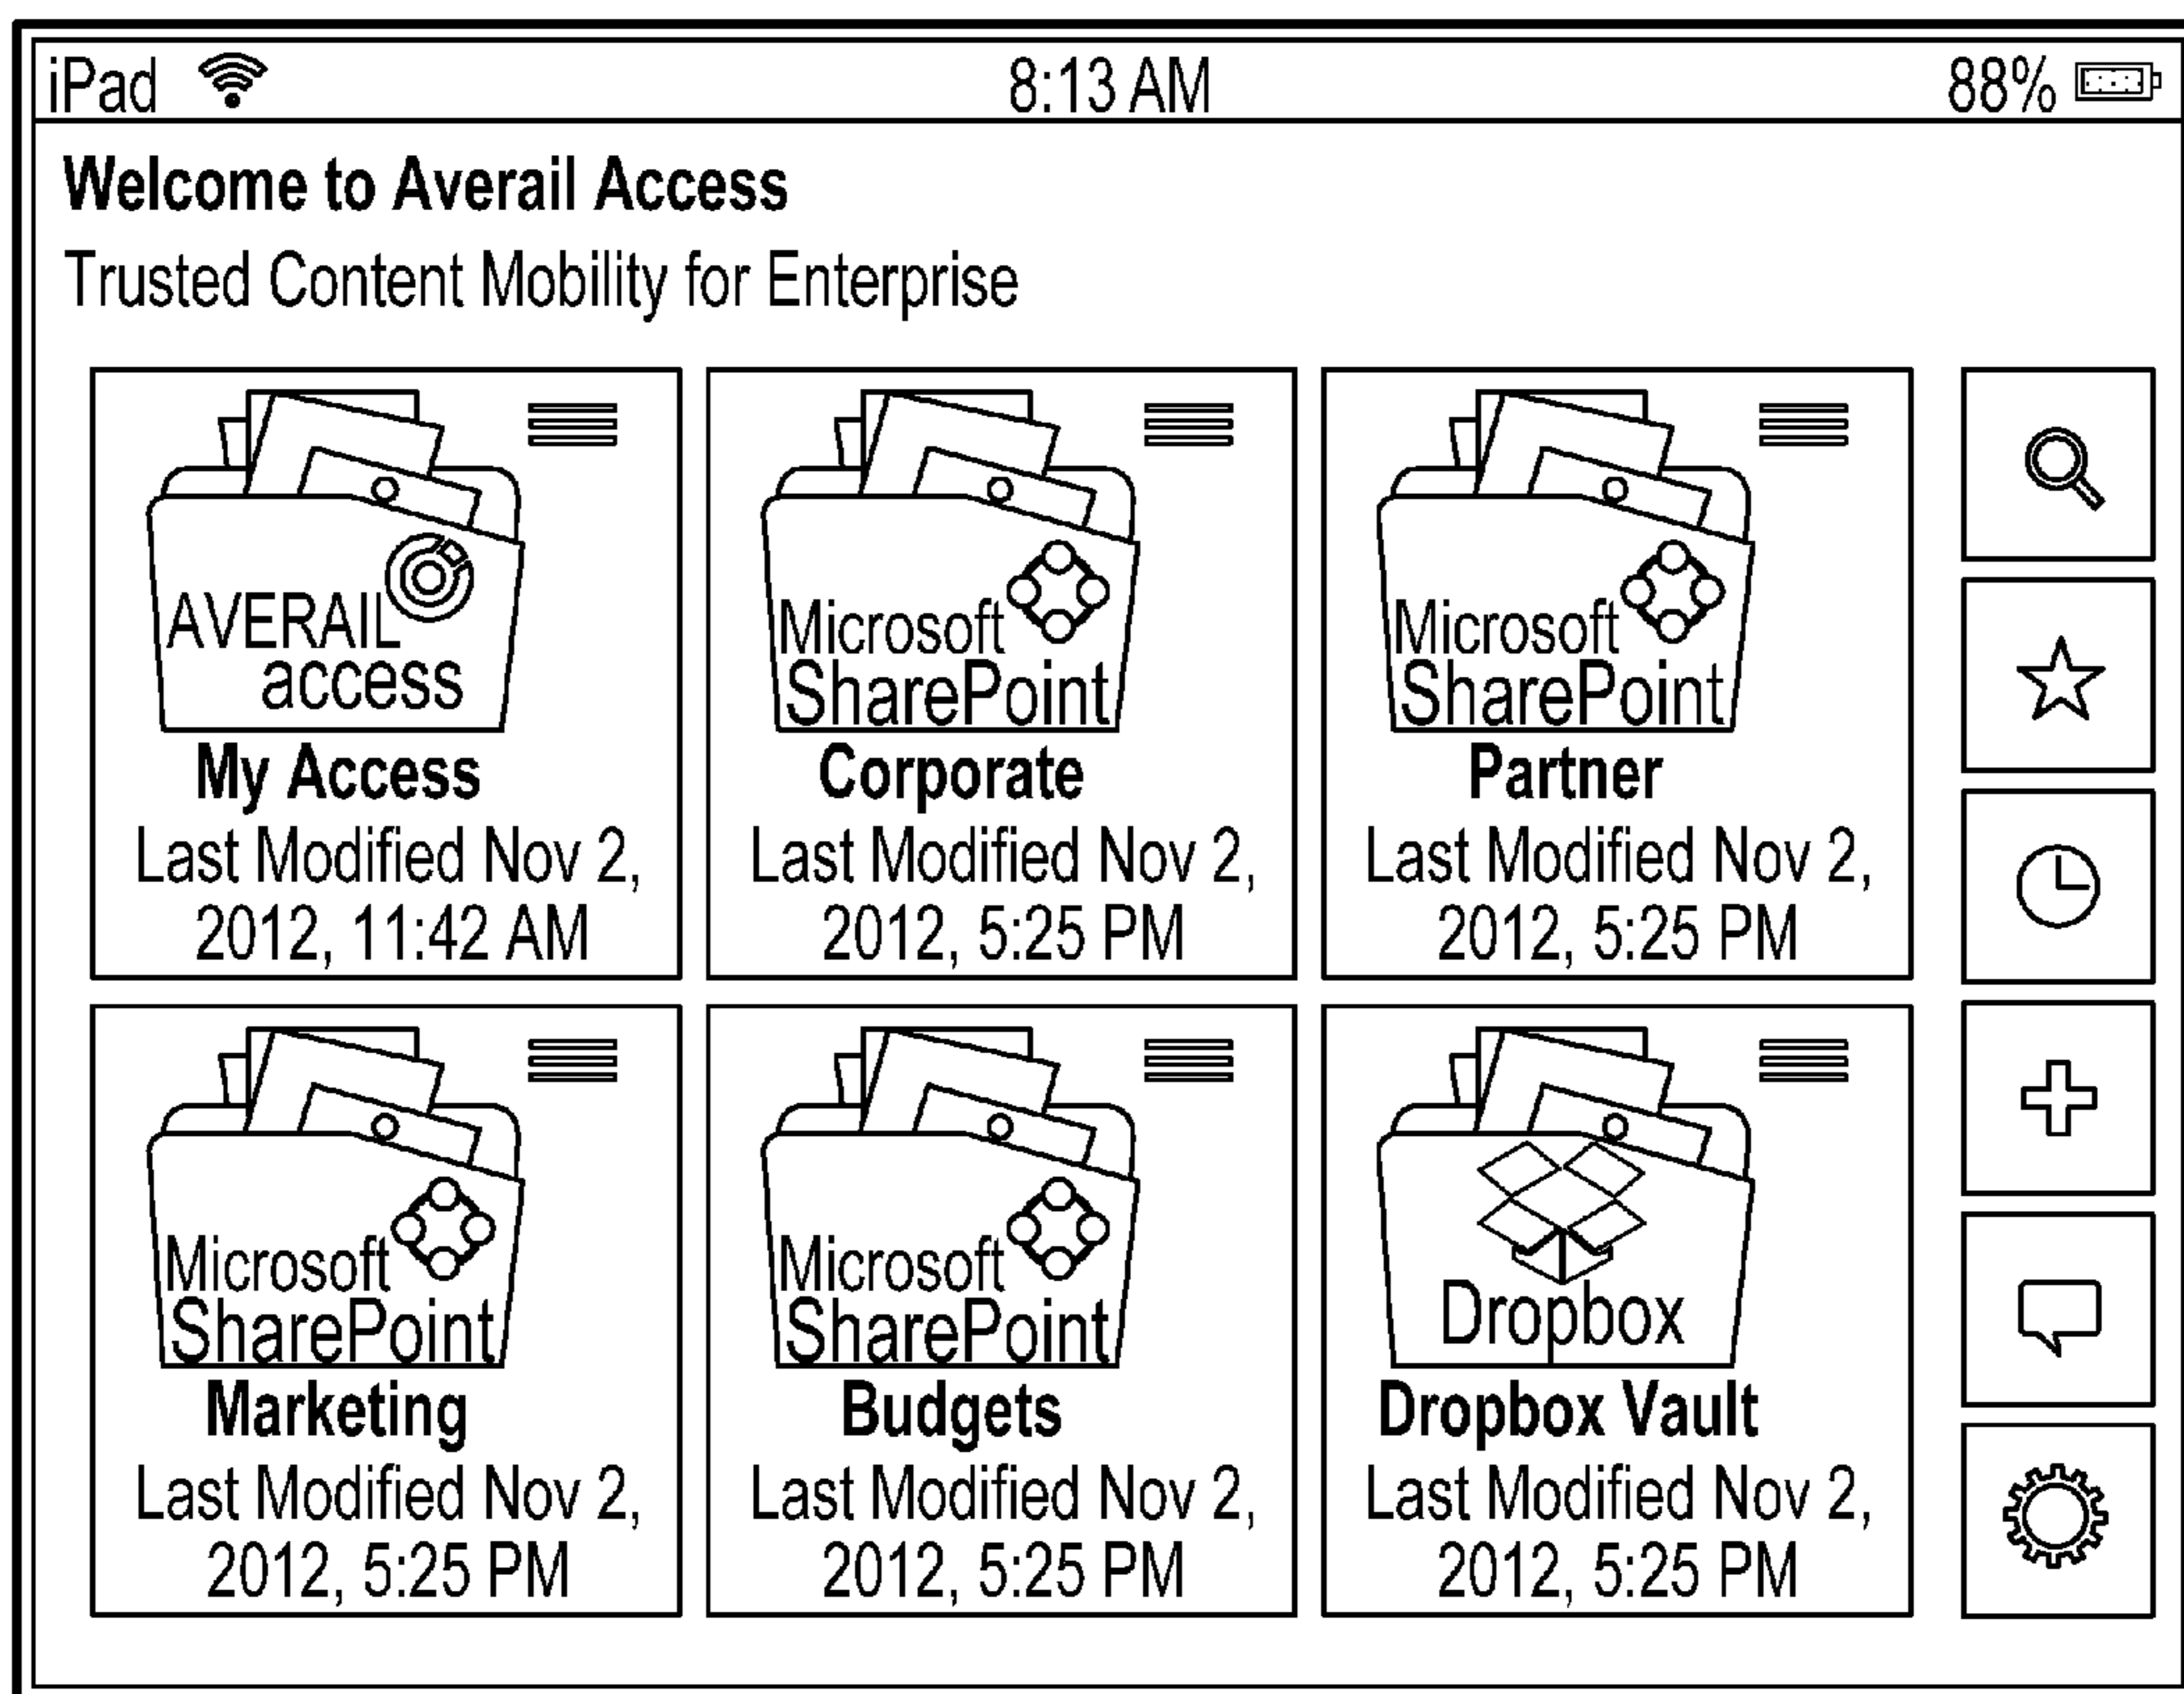 iPad 8:13 AM 88%
Welcome to Averail Access
Trusted Content Mobility for Enterprise
AVERAIL
access
My Access
Last Modified Nov 2,
2012, 11:42 AM
Microsoft
SharePoint
Corporate
Last Modified Nov 2,
2012, 5:25 PM
Microsoft
SharePoint
Partner
Last Modified Nov 2,
2012, 5:25 PM
Microsoft
SharePoint
Marketing
Last Modified Nov 2,
2012, 5:25 PM
Microsoft
SharePoint
Budgets
Last Modified Nov 2,
2012, 5:25 PM
Dropbox
Dropbox Vault
Last Modified Nov 2,
2012, 5:25 PM